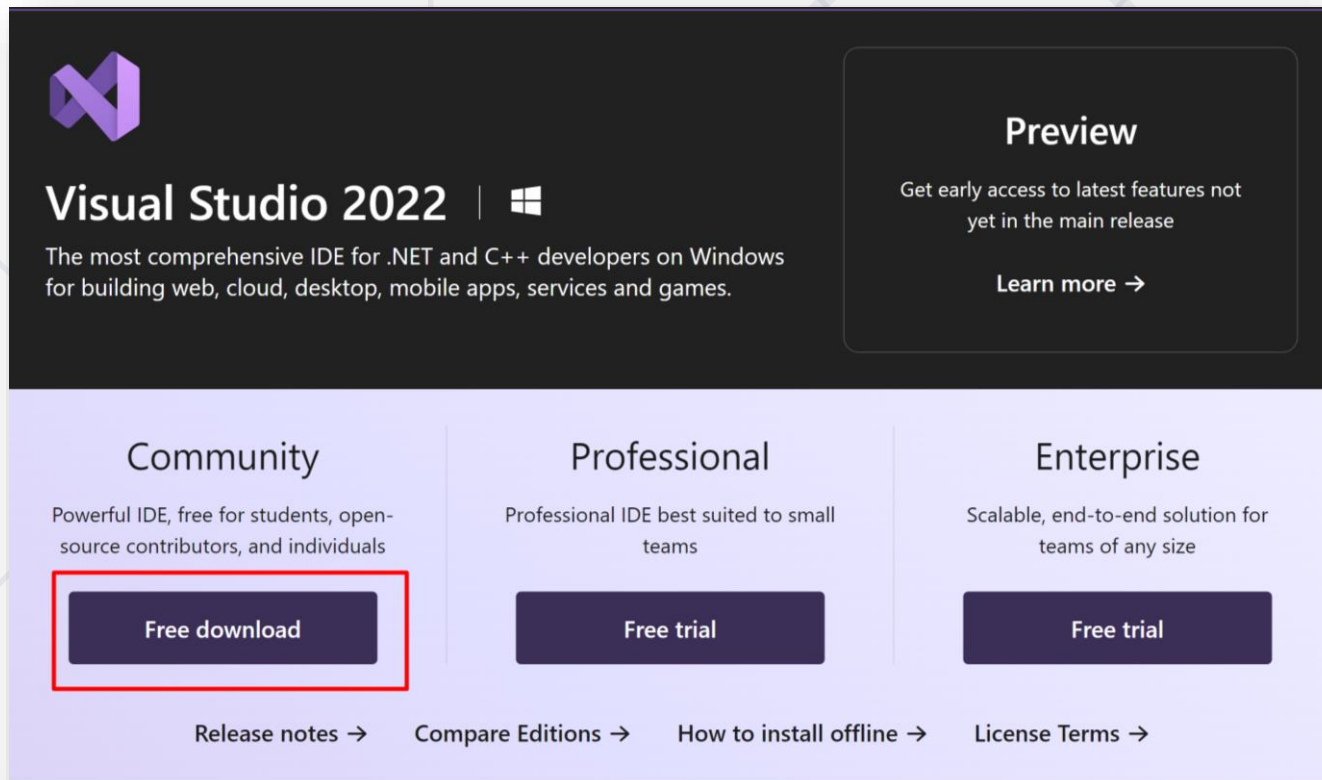 Visual Studio 2022
The most comprehensive IDE for .NET and C++ developers on Windows
for building web, cloud, desktop, mobile apps, services and games.
Preview
Get early access to latest features not
yet in the main release
Learn more →
Community
Powerful IDE, free for students, open-
source contributors, and individuals
Free download
Professional
Professional IDE best suited to small
teams
Free trial
Enterprise
Scalable, end-to-end solution for
teams of any size
Free trial
Release notes → Compare Editions → How to install offline → License Terms →